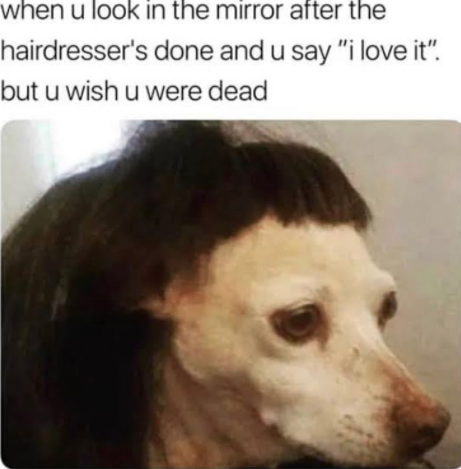 when u look in the mirror after the
hairdresser's done and u say "i love it".
but u wish u were dead